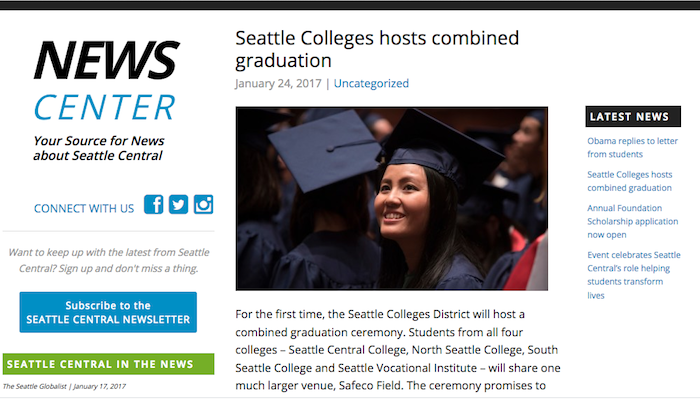 NEWS
CENTER
Your Source for News
about Seattle Central
CONNECT WITH US
Want to keep up with the latest from Seattle
Central? Sign up and don't miss a thing.
Subscribe to the
SEATTLE CENTRAL NEWSLETTER
SEATTLE CENTRAL IN THE NEWS
The Seattle Globalist | January 17, 2017
Seattle Colleges hosts combined
graduation
January 24, 2017 | Uncategorized
For the first time, the Seattle Colleges District will host a
combined graduation ceremony. Students from all four
colleges – Seattle Central College, North Seattle College, South
Seattle College and Seattle Vocational Institute – will share one
much larger venue, Safeco Field. The ceremony promises to
LATEST NEWS
Obama replies to letter
from students
Seattle Colleges hosts
combined graduation
Annual Foundation
Scholarship application
now open
Event celebrates Seattle
Central's role helping
students transform
lives